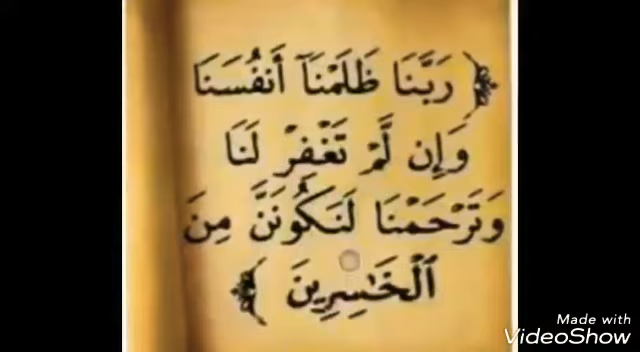 ﴿ رَبَّنَا ظَلَمْنَآ أَنفُسَنَا
وَإِن لَّمْ تَغْفِرْ لَنَا
وَتَرْحَمْنَا لَنَكُونَنَّ مِنَ
ٱلْخَٰسِرِينَ ﴾
Made with
VideoShow